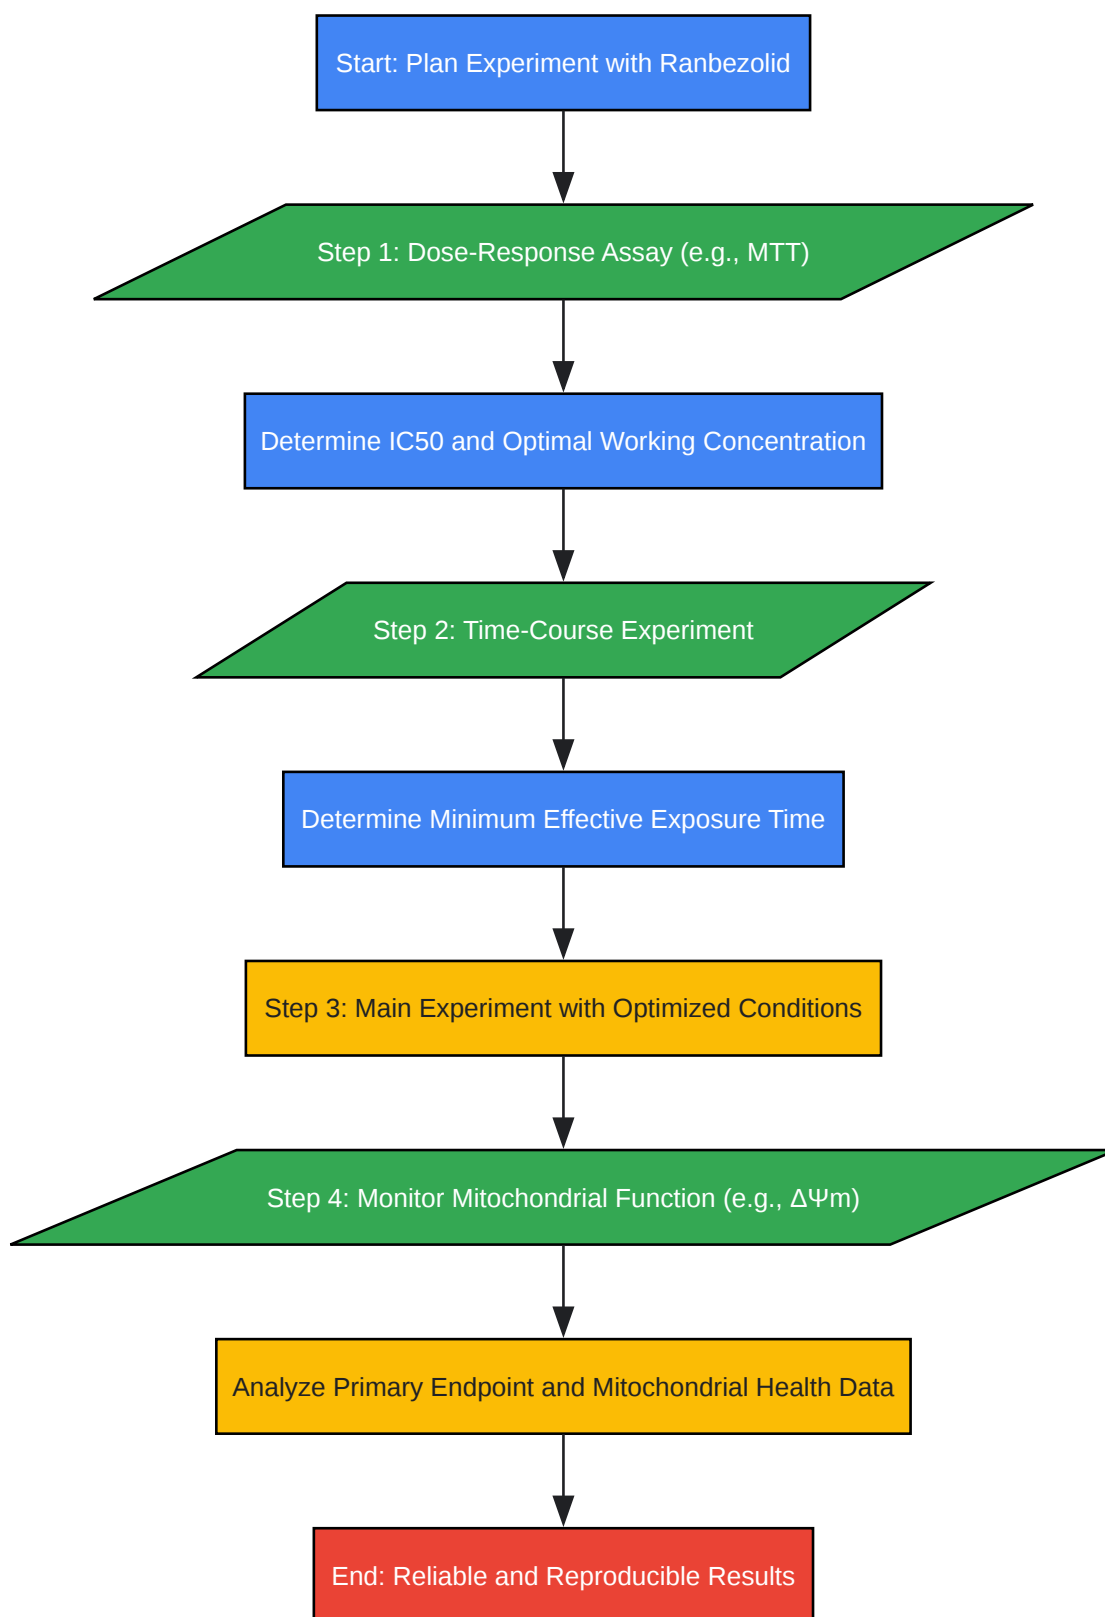 Start: Plan Experiment with Ranbezolid
Step 1: Dose-Response Assay (e.g., MTT)
Determine IC50 and Optimal Working Concentration
Step 2: Time-Course Experiment
Determine Minimum Effective Exposure Time
Step 3: Main Experiment with Optimized Conditions
Step 4: Monitor Mitochondrial Function (e.g., ΔΨm)
Analyze Primary Endpoint and Mitochondrial Health Data
End: Reliable and Reproducible Results